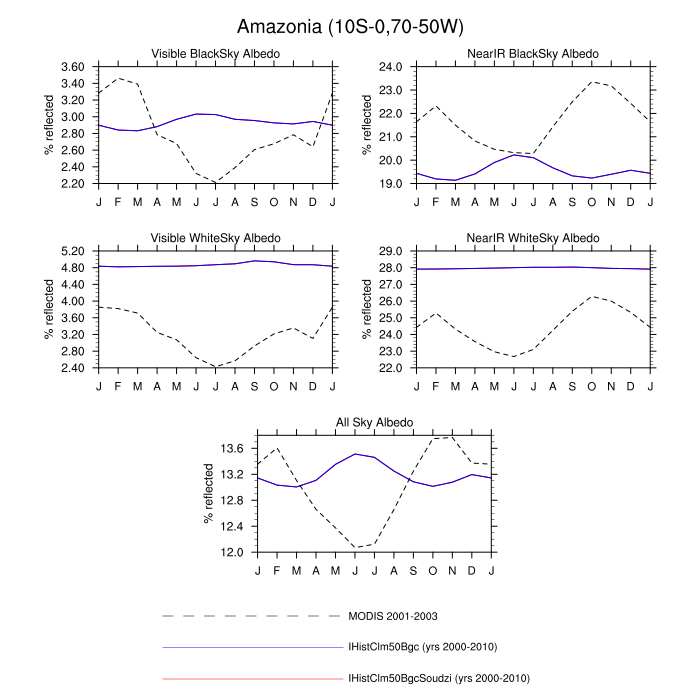 Amazonia (10S-0,70-50W)
Visible BlackSky Albedo
NearIR BlackSky Albedo
% reflected
3.60
3.40
3.20
3.00
2.80
2.60
2.40
2.20
J F M A M J J A S O N D J
% reflected
24.0
23.0
22.0
21.0
20.0
19.0
J F M A M J J A S O N D J
Visible WhiteSky Albedo
NearIR WhiteSky Albedo
% reflected
5.20
4.80
4.40
4.00
3.60
3.20
2.80
2.40
J F M A M J J A S O N D J
% reflected
29.0
28.0
27.0
26.0
25.0
24.0
23.0
22.0
J F M A M J J A S O N D J
All Sky Albedo
% reflected
13.6
13.2
12.8
12.4
12.0
J F M A M J J A S O N D J
MODIS 2001-2003
IHistClm50Bgc (yrs 2000-2010)
IHistClm50BgcSoudzi (yrs 2000-2010)